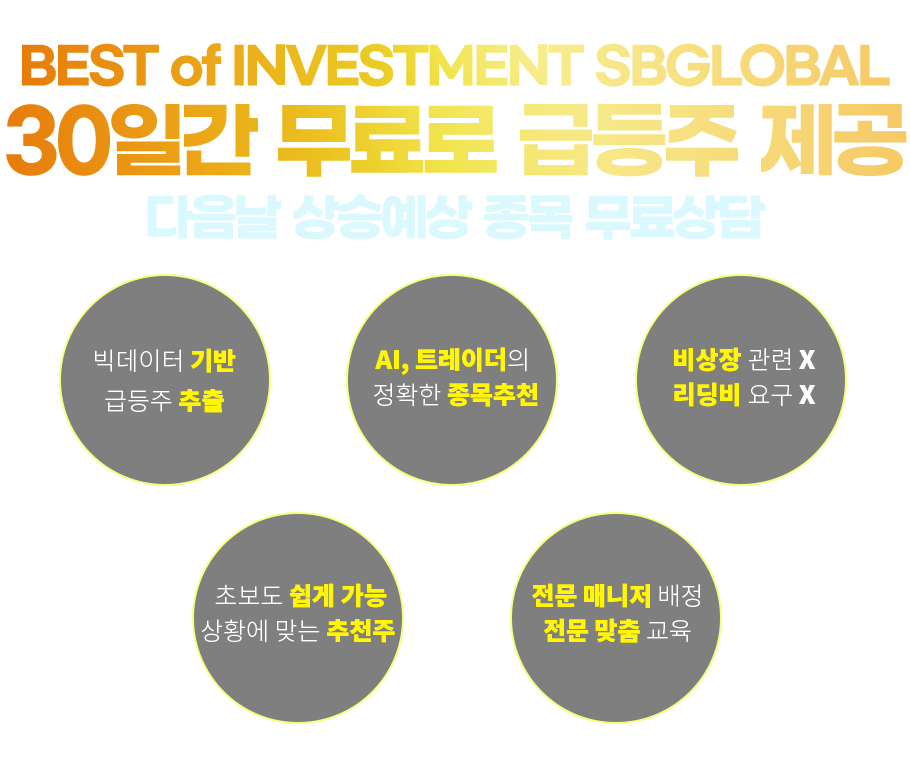 BEST of INVESTMENT SBGLOBAL
30일간 무료로 급등주 제공
다음날 상승예상 종목 무료상담
빅데이터 기반
급등주 추출
AI, 트레이더의
정확한 종목추천
비상장 관련 X
리딩비 요구 X
초보도 쉽게 가능
상황에 맞는 추천주
전문 매니저 배정
전문 맞춤 교육